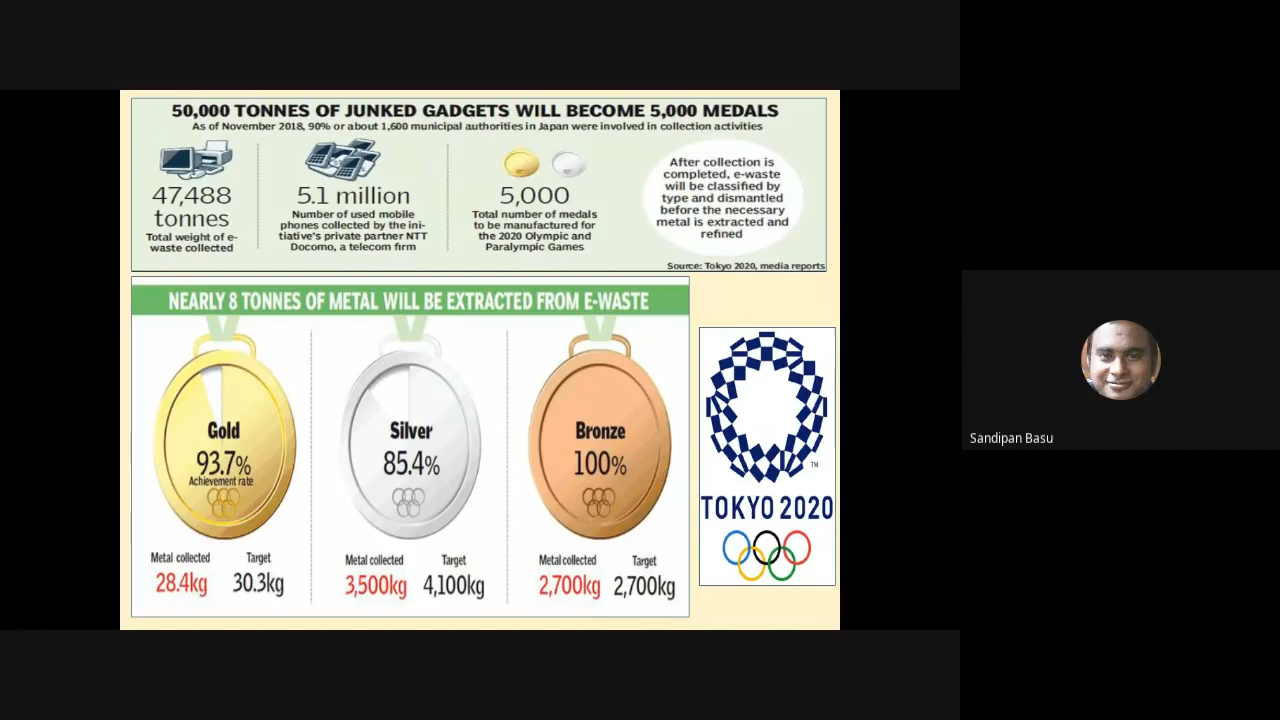 50,000 TONNES OF JUNKED GADGETS WILL BECOME 5,000 MEDALS
As of November 2018, 90% or about 1,600 municipal authorities in Japan were involved in collection activities
47,488
tonnes
Total weight of e-
waste collected
5.1 million
Number of used mobile
phones collected by the ini-
tiative's private partner NTT
Docomo, a telecom firm
5,000
Total number of medals
to be manufactured for
the 2020 Olympic and
Paralympic Games
After collection is
completed, e-waste
will be classified by
type and dismantled
before the necessary
metal is extracted and
refined
Source: Tokyo 2020, media reports
NEARLY 8 TONNES OF METAL WILL BE EXTRACTED FROM E-WASTE
Gold
93.7%
Achievement rate
Metal collected
28.4kg
Target
30.3kg
Silver
85.4%
Metal collected
3,500kg
Target
4,100kg
Bronze
100%
Metal collected
2,700kg
Target
2,700kg
TM
TOKYO 2020
Sandipan Basu